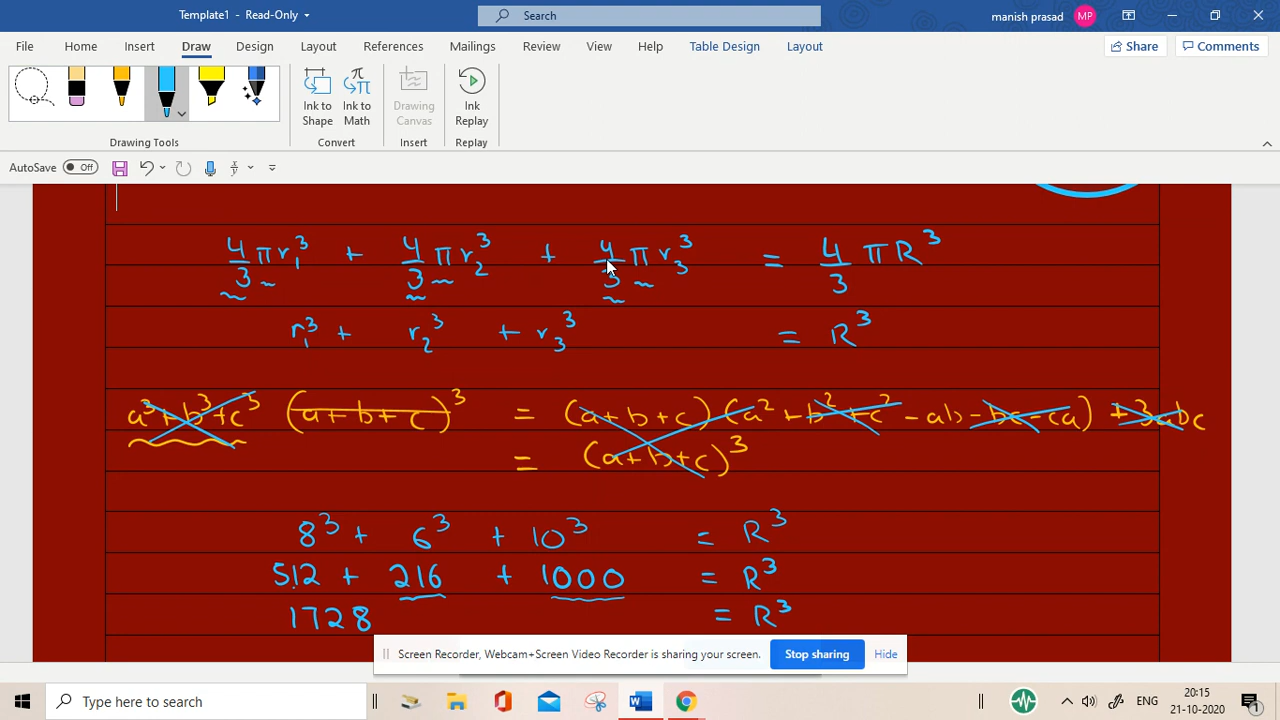 Template1 - Read-Only
Search
manish prasad
MP
File Home Insert Draw Design Layout References Mailings Review View Help Table Design Layout
Share
Comments
Ink to Shape
Ink to Math
Drawing Canvas
Ink Replay
Drawing Tools
Convert
Insert
Replay
AutoSave Off
4/3 πr₁³ + 4/3 πr₂³ + 4/3 πr₃³ = 4/3 πR³
r₁³ + r₂³ + r₃³ = R³
a³+b³+c³ (a+b+c)³ = (a+b+c) (a²+b²+c²-ab-bc-ca) +3abc
= (a+b+c)³
8³ + 6³ + 10³ = R³
512 + 216 + 1000 = R³
1728 = R³
Screen Recorder, Webcam+Screen Video Recorder is sharing your screen.
Stop sharing
Hide
Type here to search
ENG
20:15
21-10-2020
1